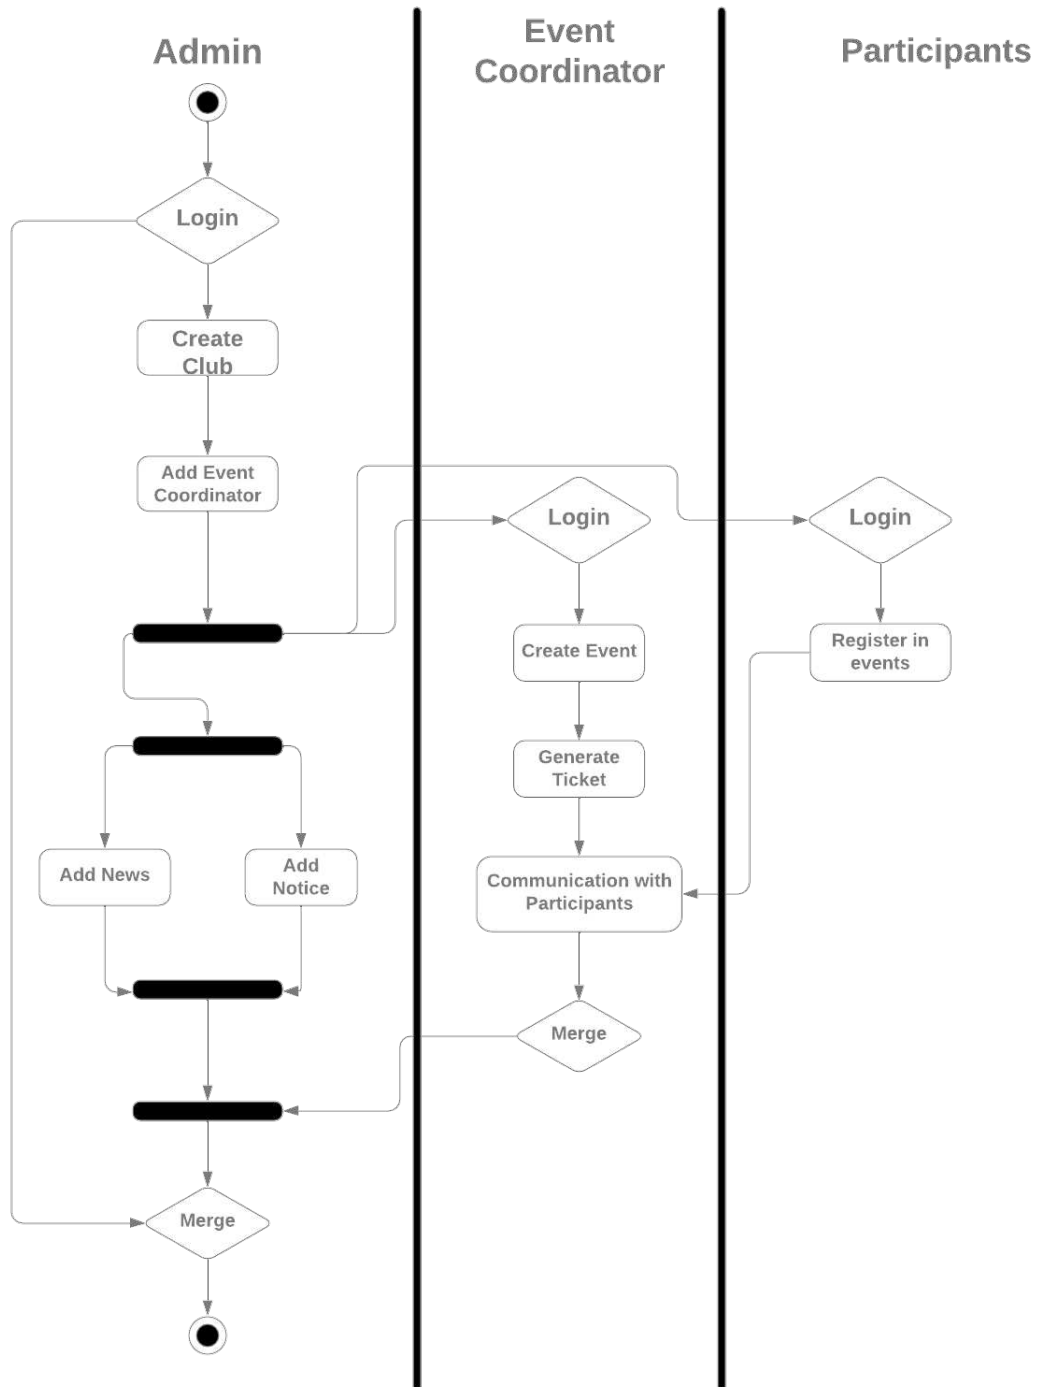 Admin
Event
Coordinator
Participants
Login
Create
Club
Add Event
Coordinator
Add News
Add
Notice
Merge
Login
Create Event
Generate
Ticket
Communication with
Participants
Merge
Login
Register in
events